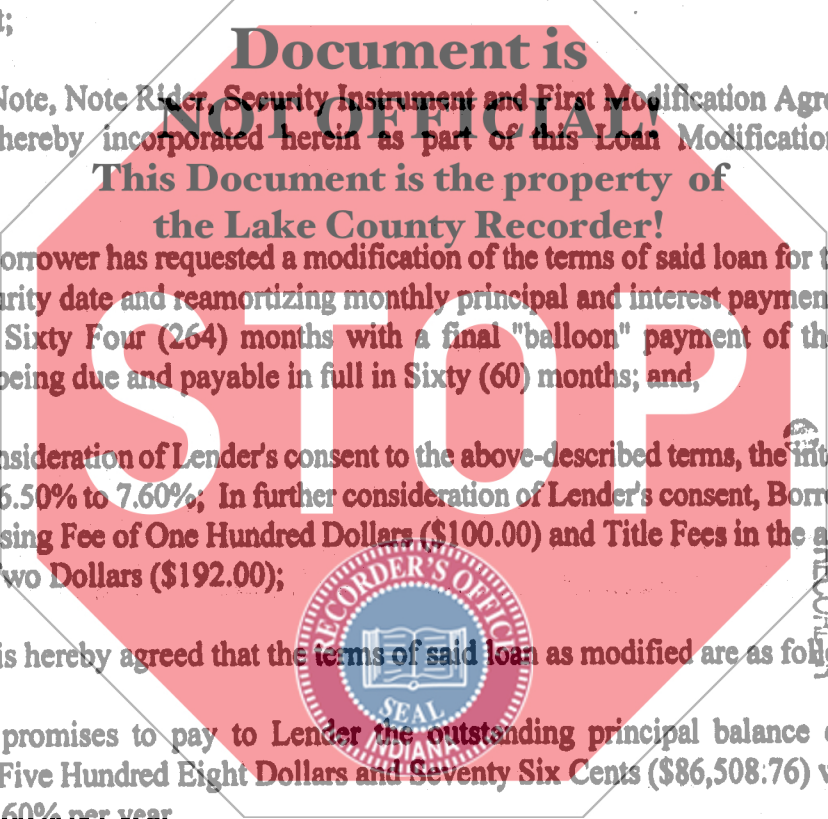 t;
Document is
Note, Note Rider, Security Instrument and First Modification Agre
NOT OFFICIAL!
hereby incorporated herein as part of this Loan Modification
This Document is the property of
the Lake County Recorder!
orrower has requested a modification of the terms of said loan for t
urity date and reamortizing monthly principal and interest paymen
Sixty Four (264) months with a final "balloon" payment of th
being due and payable in full in Sixty (60) months; and,
STOP
nsideration of Lender's consent to the above-described terms, the int
6.50% to 7.60%; In further consideration of Lender's consent, Borr
sing Fee of One Hundred Dollars ($100.00) and Title Fees in the a
wo Dollars ($192.00);
RECORDER'S OFFICE
SEAL
INDIANA
is hereby agreed that the terms of said loan as modified are as foll
promises to pay to Lender the outstanding principal balance
Five Hundred Eight Dollars and Seventy Six Cents ($86,508.76) v
.60% per year